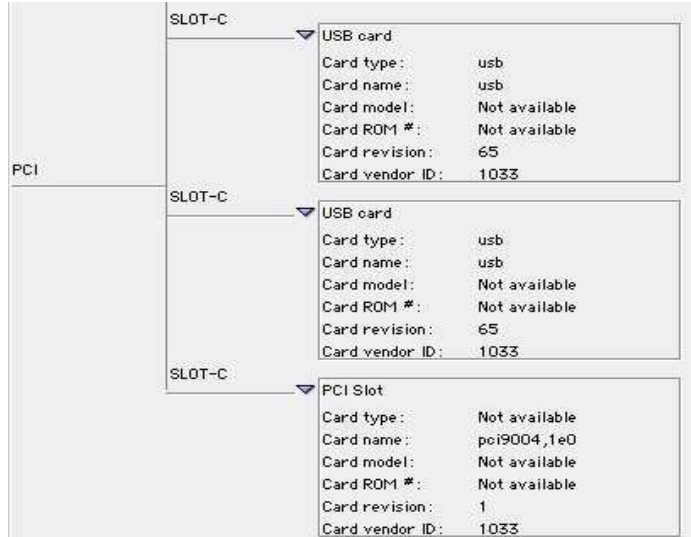 SLOT-C
USB card
Card type: usb
Card name: usb
Card model: Not available
Card ROM #: Not available
Card revision: 65
Card vendor ID: 1033
PCI
SLOT-C
USB card
Card type: usb
Card name: usb
Card model: Not available
Card ROM #: Not available
Card revision: 65
Card vendor ID: 1033
SLOT-C
PCI Slot
Card type: Not available
Card name: pci9004,1e0
Card model: Not available
Card ROM #: Not available
Card revision: 1
Card vendor ID: 1033